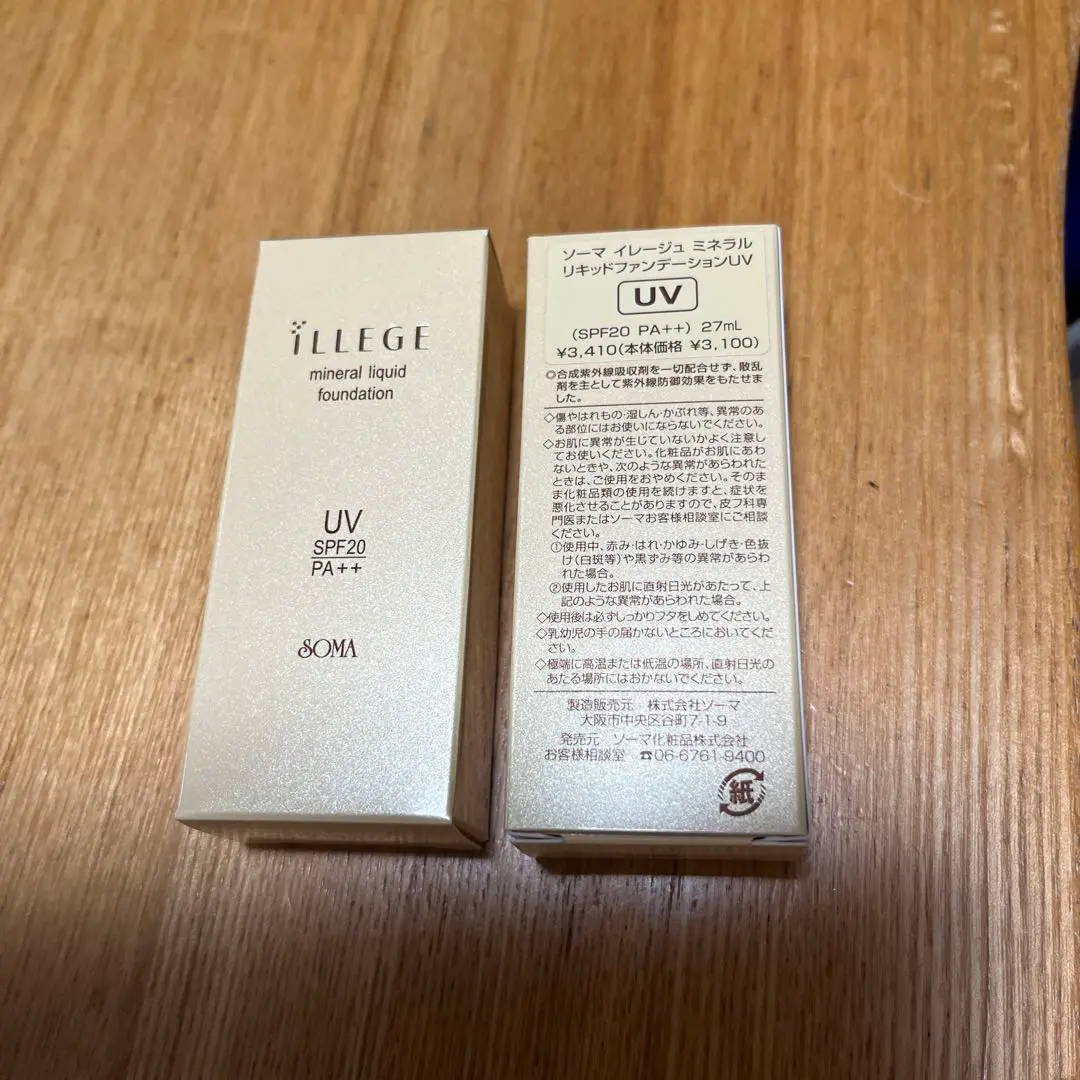 iLLEGE
mineral liquid
foundation
UV
SPF20
PA++
SOMA
ソーマ イレージュ ミネラル
リキッドファンデーションUV
UV
(SPF20 PA++) 27mL
¥3,410(本体価格 ¥3,100)
◎合成紫外線吸収剤を一切配合せず、散乱
剤を主として紫外線防御効果をもたせま
した。
◇傷やはれもの・湿しん・かぶれ等、異常のあ
る部位にはお使いにならないでください。
◇お肌に異常が生じていないかよく注意し
てお使いください。化粧品がお肌にあわ
ないときや、次のような異常があらわれた
ときは、ご使用をおやめください。そのま
ま化粧品類の使用を続けますと、症状を
悪化させることがありますので、皮フ科専
門医またはソーマお客様相談室にご相談
ください。
①使用中、赤み・はれ・かゆみ・しげき・色抜
け(白斑等)や黒ずみ等の異常があらわ
れた場合。
②使用したお肌に直射日光があたって、上
記のような異常があらわれた場合。
◇使用後は必ずしっかりフタをしめてください。
◇乳幼児の手の届かないところにおいてくだ
さい。
◇極端に高温または低温の場所、直射日光の
あたる場所にはおかないでください。
製造販売元 株式会社ソーマ
大阪市中央区谷町7-1-9
発売元 ソーマ化粧品株式会社
お客様相談室 ☎06-6761-9400
紙